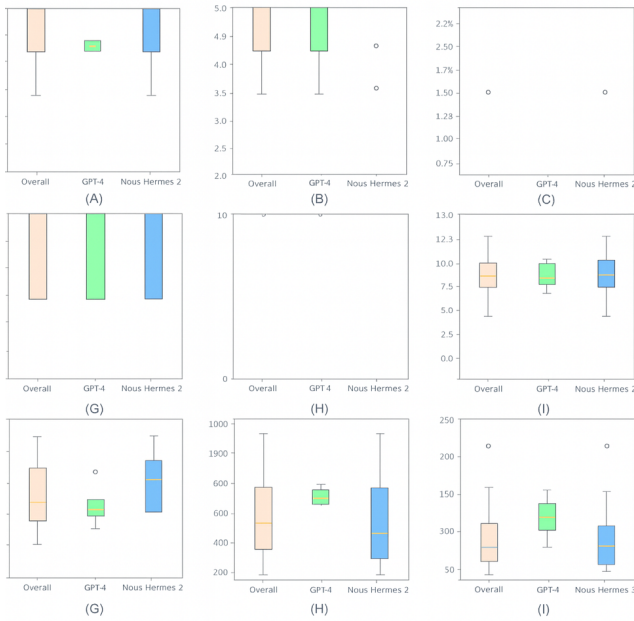 5.0
4.9
4.0
3.5
3.0
2.5
2.0
2.2%
2.50
1.7%
1.50
1.23
1.00
0.75
Overall GPT-4 Nous Hermes 2
Overall GPT-4 Nous Hermes 2
Overall GPT-4 Nous Hermes 2
(A) (B) (C)
10
0
13.0
12.3
10.0
7.5
5.0
2.5
0.0
Overall GPT-4 Nous Hermes 2
Overall GPT-4 Nous Hermes 2
Overall GPT-4 Nous Hermes 2
(G) (H) (I)
1000
1900
600
600
400
200
250
200
300
50
Overall GPT-4 Nous Hermes 2
Overall GPT-4 Nous Hermes 2
Overall GPT-4 Nous Hermes 3
(G) (H) (I)